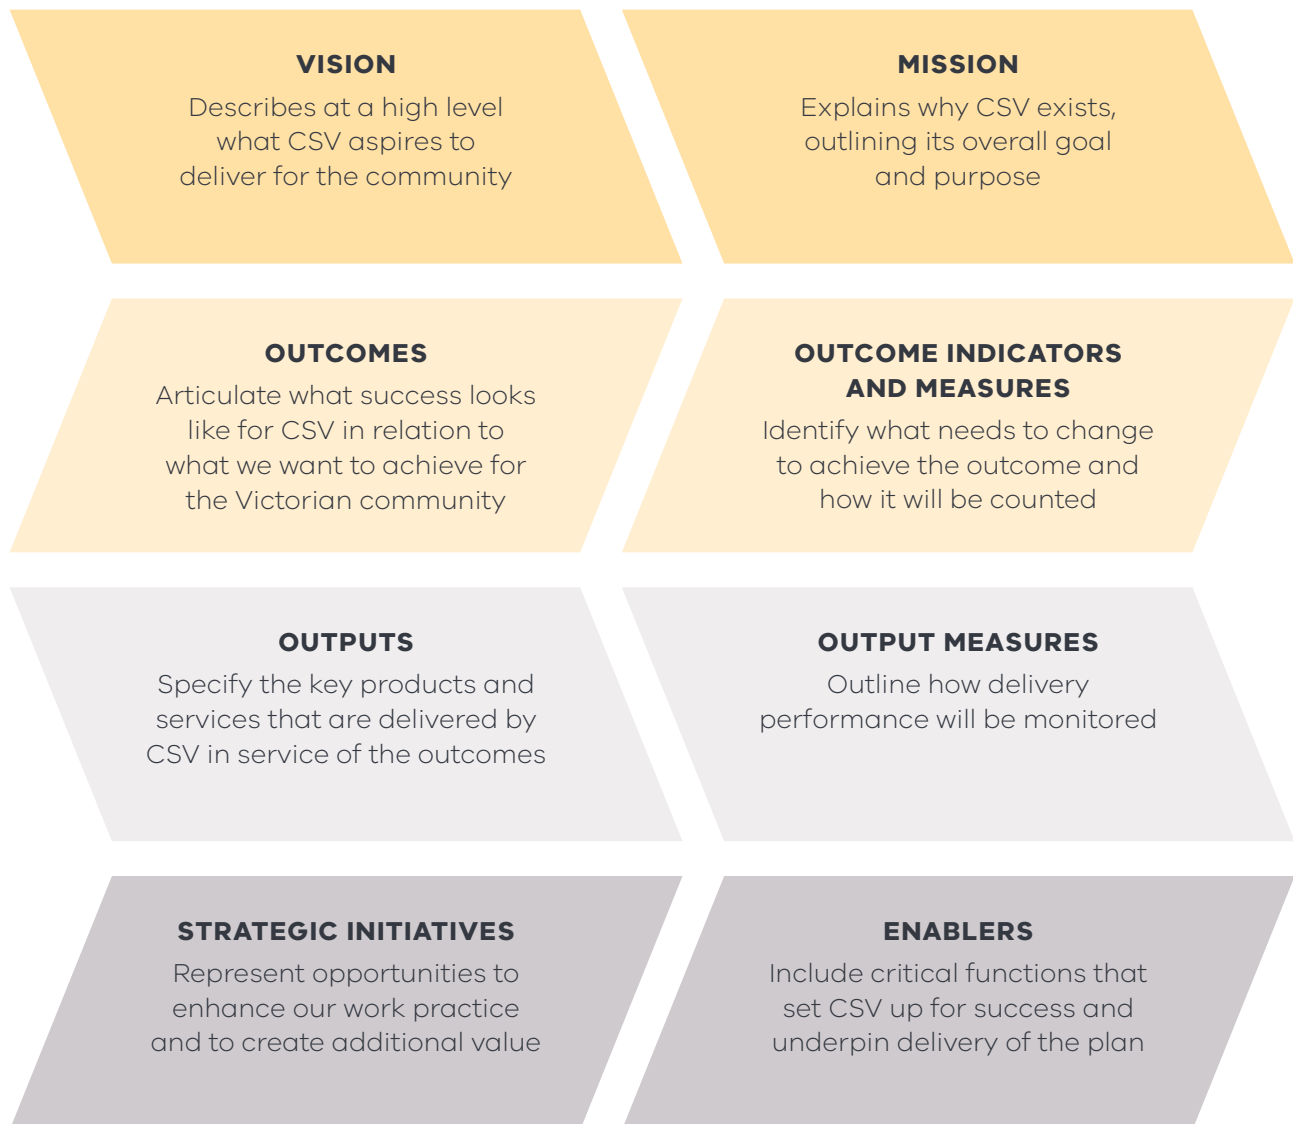 VISION
Describes at a high level
what CSV aspires to
deliver for the community
MISSION
Explains why CSV exists,
outlining its overall goal
and purpose
OUTCOMES
Articulate what success looks
like for CSV in relation to
what we want to achieve for
the Victorian community
OUTCOME INDICATORS
AND MEASURES
Identify what needs to change
to achieve the outcome and
how it will be counted
OUTPUTS
Specify the key products and
services that are delivered by
CSV in service of the outcomes
OUTPUT MEASURES
Outline how delivery
performance will be monitored
STRATEGIC INITIATIVES
Represent opportunities to
enhance our work practice
and to create additional value
ENABLERS
Include critical functions that
set CSV up for success and
underpin delivery of the plan